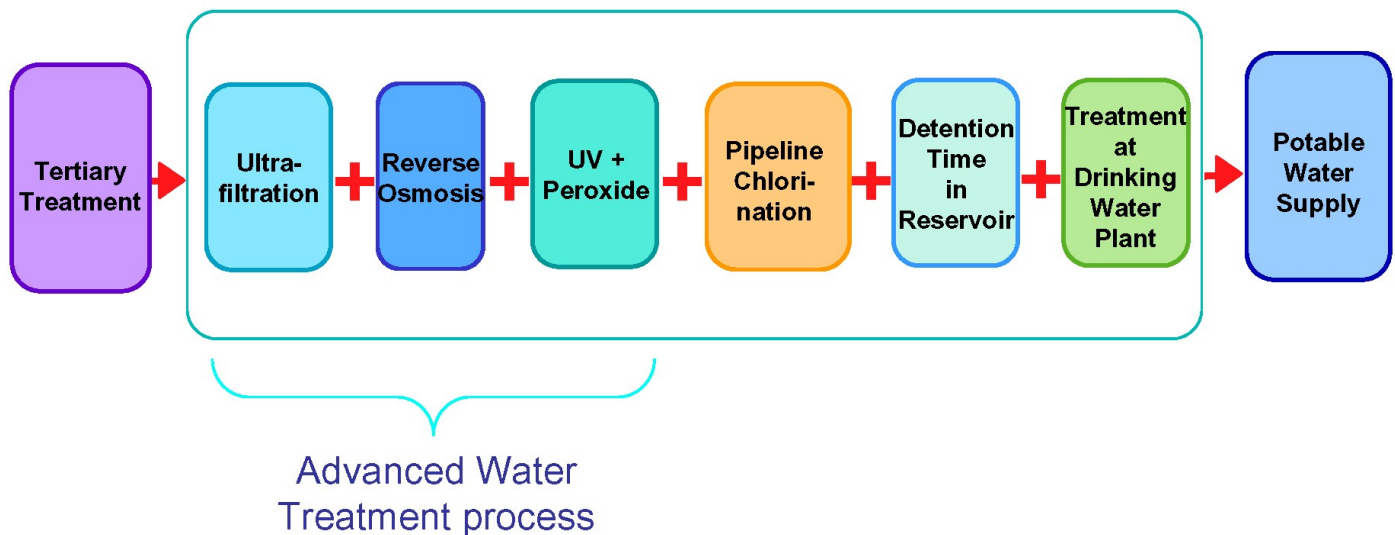 Tertiary
Treatment
Ultra-
filtration
Reverse
Osmosis
UV +
Peroxide
Pipeline
Chlori-
nation
Detention
Time
in
Reservoir
Treatment
at
Drinking
Water
Plant
Potable
Water
Supply
Advanced Water
Treatment process